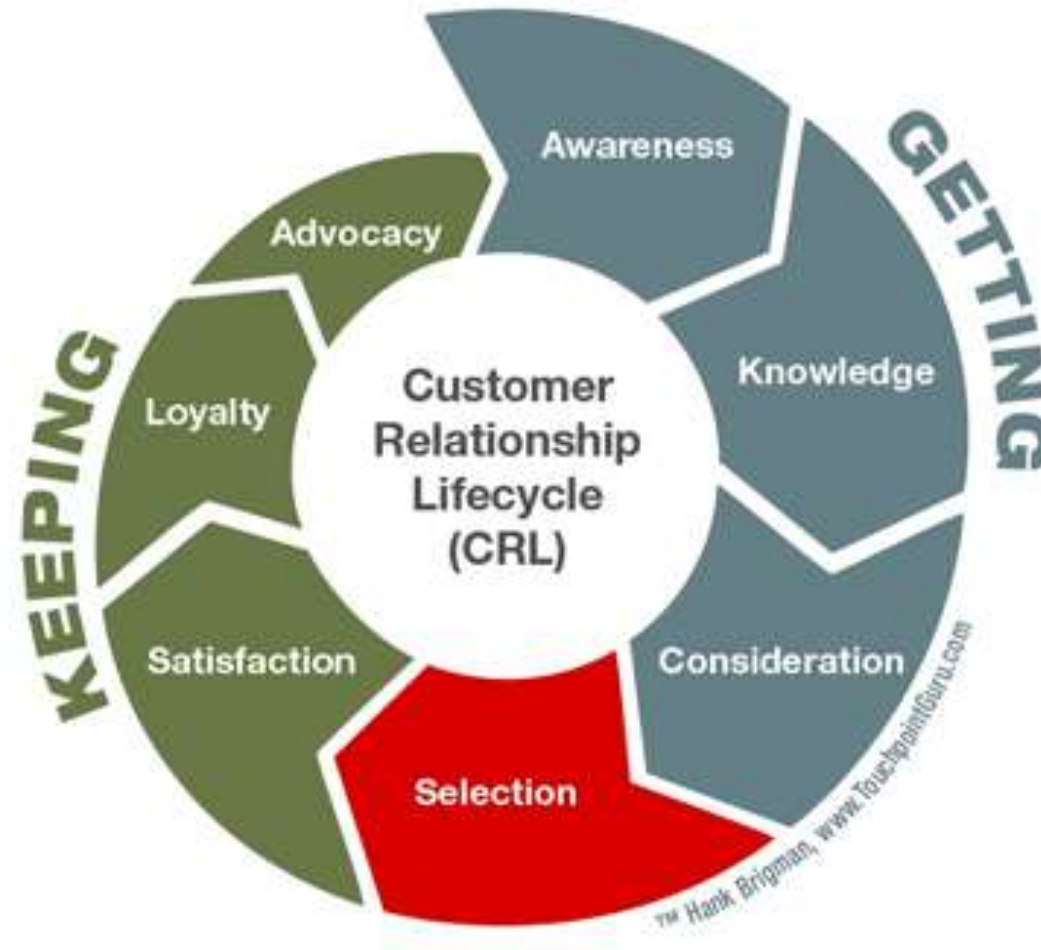 Awareness
GETTING
Knowledge
Consideration
Selection
Satisfaction
KEEPING
Loyalty
Advocacy
Customer
Relationship
Lifecycle
(CRL)
™ Hank Brigman, www.TouchpointGuru.com